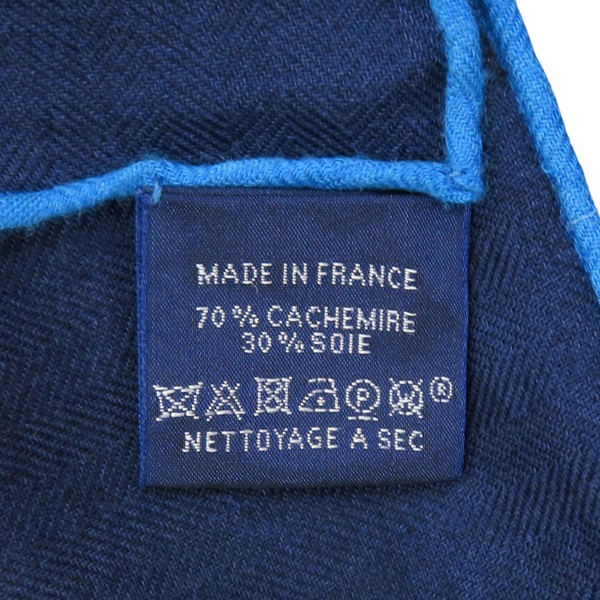 MADE IN FRANCE
70% CACHEMIRE
30% SOIE
P W ®
NETTOYAGE A SEC